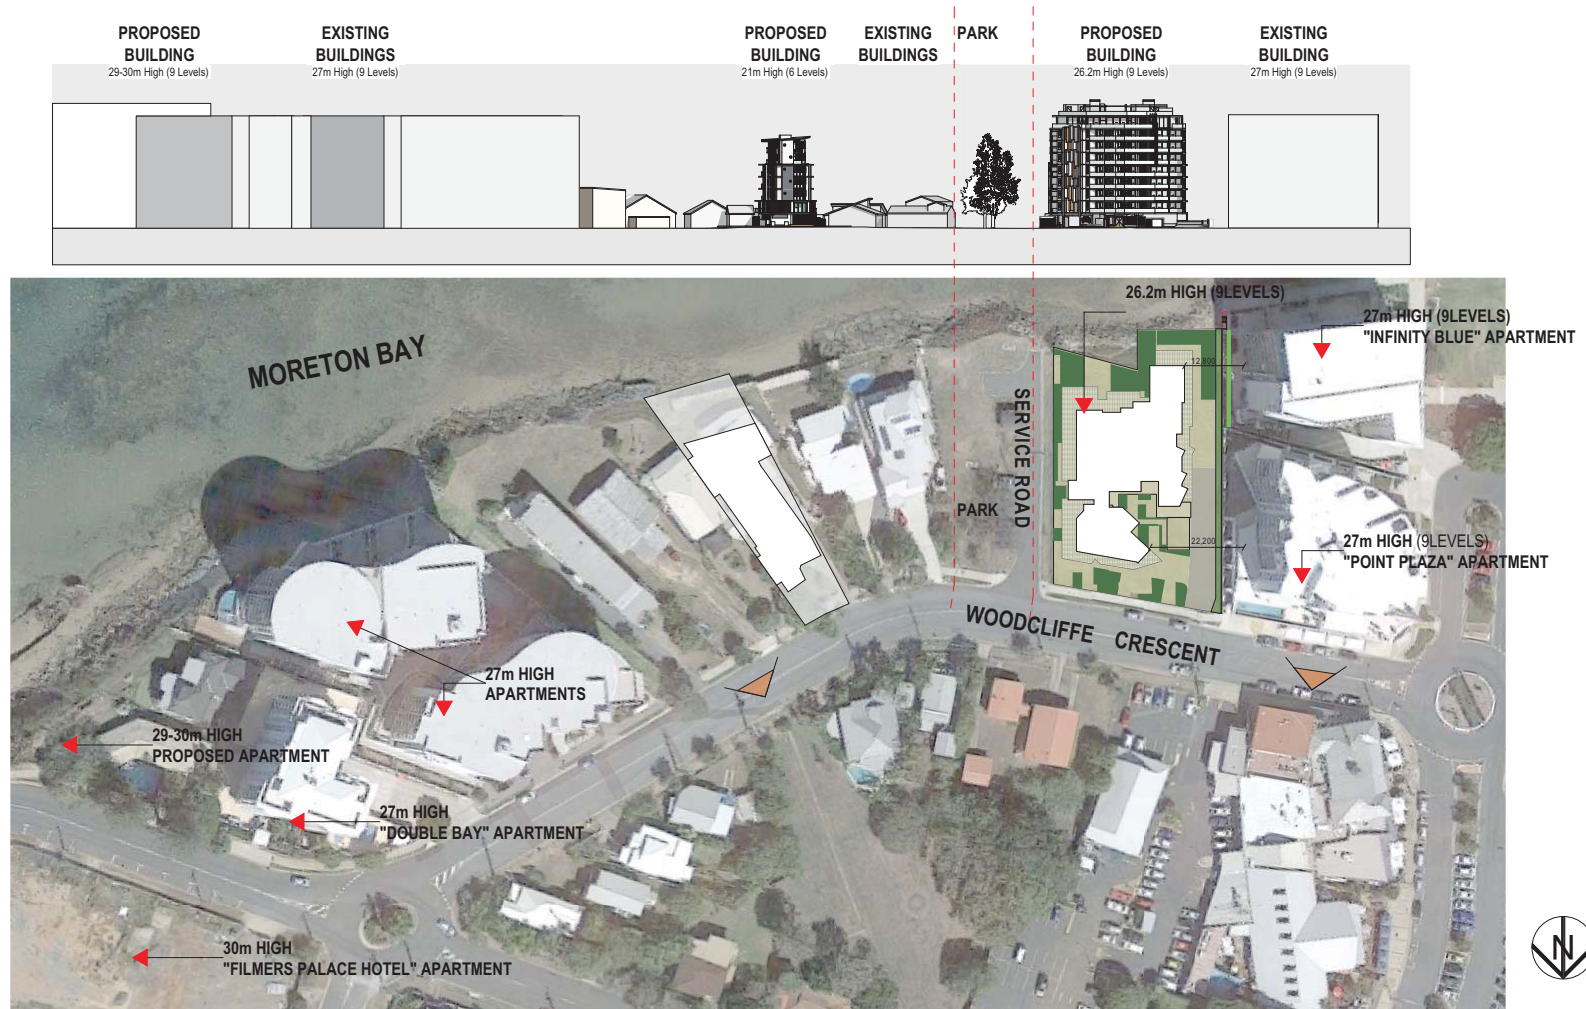 PROPOSED
BUILDING
29-30m High (9 Levels)
EXISTING
BUILDINGS
27m High (9 Levels)
PROPOSED
BUILDING
21m High (6 Levels)
EXISTING
BUILDINGS
PARK
PROPOSED
BUILDING
26.2m High (9 Levels)
EXISTING
BUILDING
27m High (9 Levels)
26.2m HIGH (9LEVELS)
27m HIGH (9LEVELS)
"INFINITY BLUE" APARTMENT
MORETON BAY
12,800
SERVICE ROAD
PARK
22,200
27m HIGH (9LEVELS)
"POINT PLAZA" APARTMENT
WOODCLIFFE CRESCENT
27m HIGH
APARTMENTS
29-30m HIGH
PROPOSED APARTMENT
27m HIGH
"DOUBLE BAY" APARTMENT
30m HIGH
"FILMERS PALACE HOTEL" APARTMENT
N